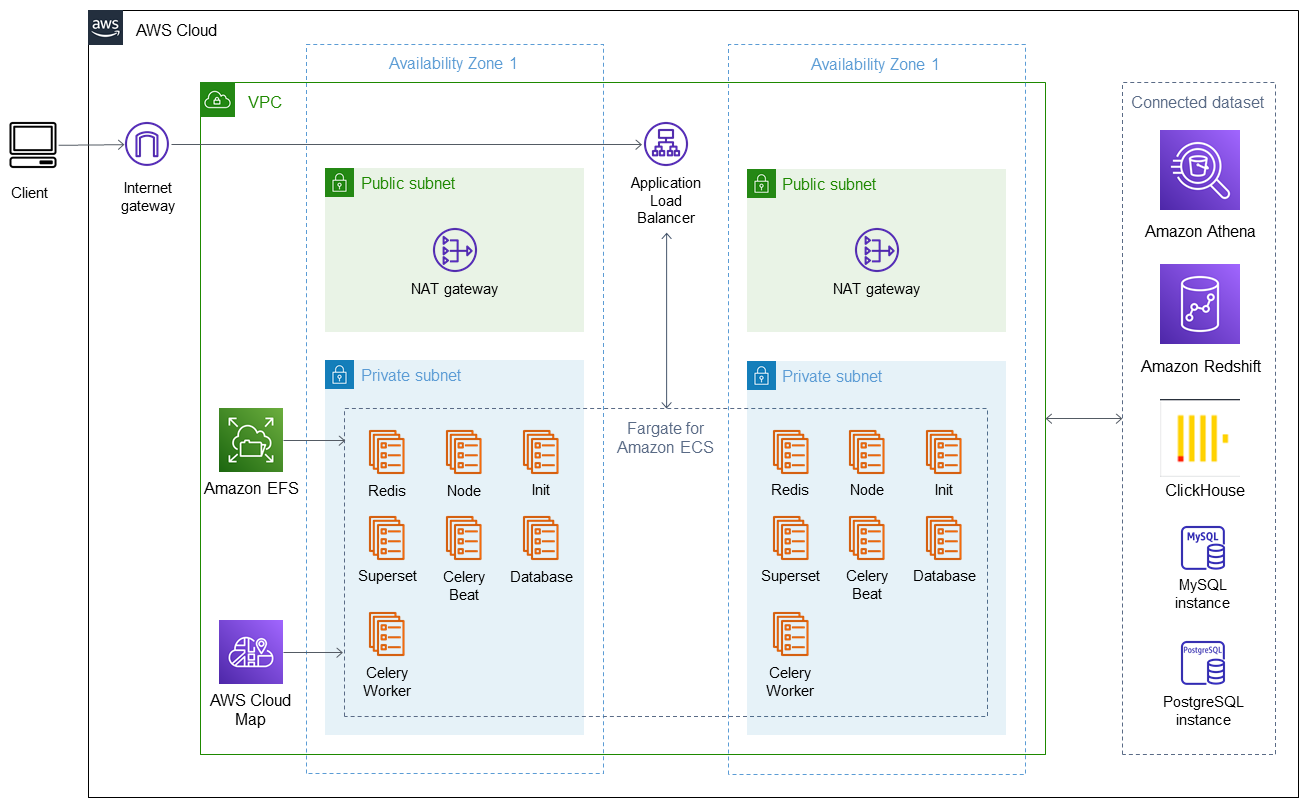 aws
AWS Cloud
Availability Zone 1
Availability Zone 1
VPC
Connected dataset
Client
Internet
gateway
Application
Load
Balancer
Public subnet
NAT gateway
Public subnet
NAT gateway
Amazon Athena
Amazon Redshift
Private subnet
Private subnet
Fargate for
Amazon ECS
Amazon EFS
Redis
Node
Init
Superset
Celery
Beat
Database
Celery
Worker
Redis
Node
Init
Superset
Celery
Beat
Database
Celery
Worker
AWS Cloud
Map
ClickHouse
MySQL
MySQL
instance
PostgreSQL
PostgreSQL
instance